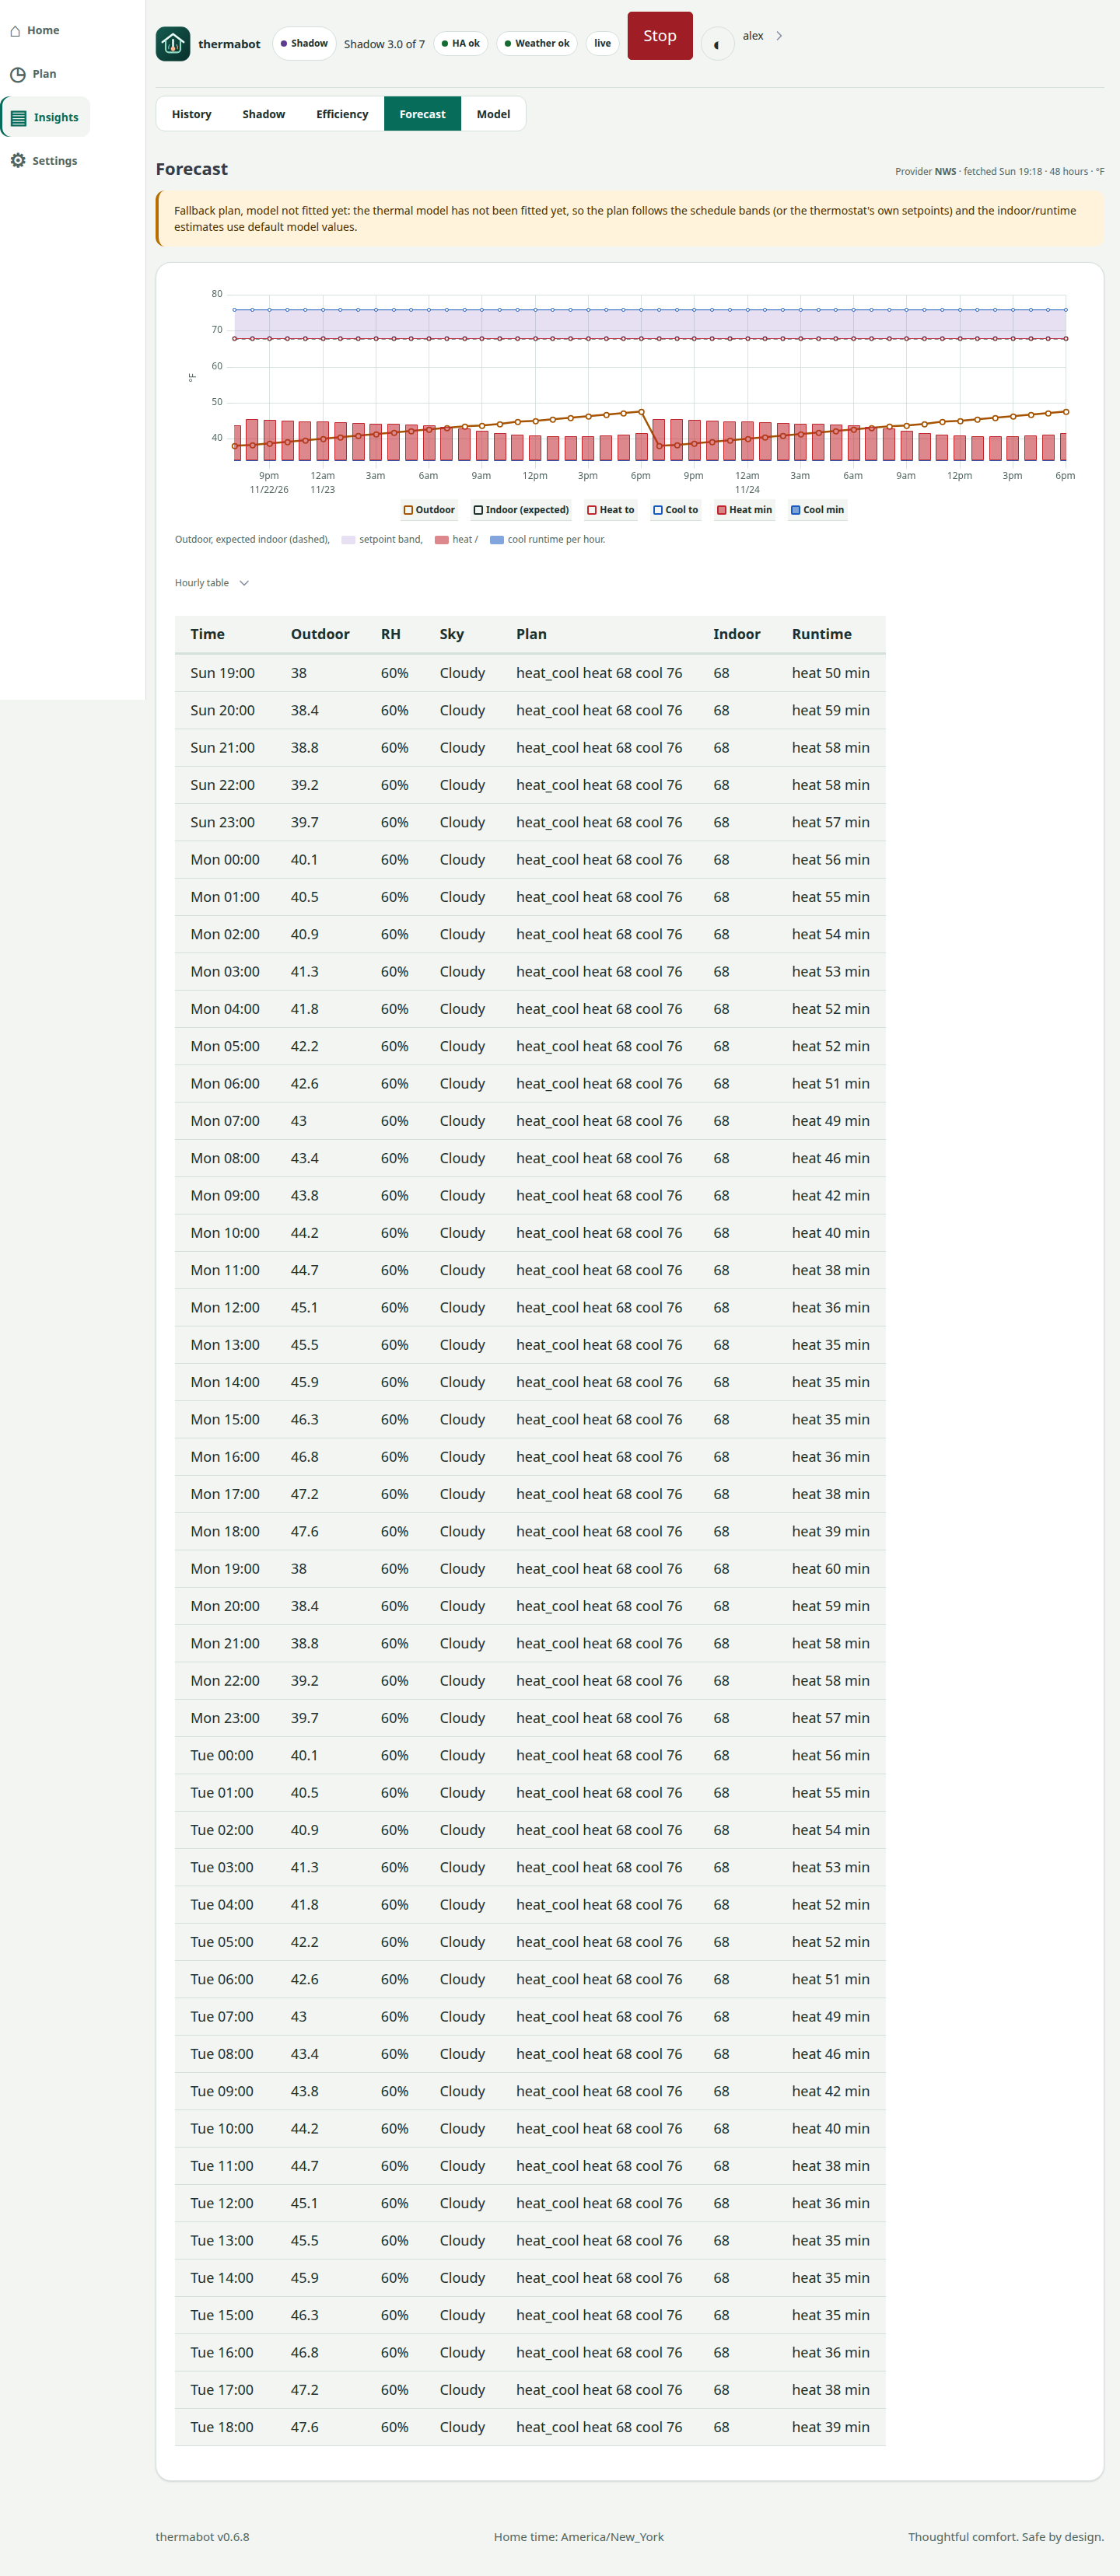 Home
Plan
Insights
Settings
thermabot
Shadow
Shadow 3.0 of 7
HA ok
Weather ok
live
Stop
alex
History Shadow Efficiency Forecast Model
Forecast
Provider NWS · fetched Sun 19:18 · 48 hours · °F
Fallback plan, model not fitted yet: the thermal model has not been fitted yet, so the plan follows the schedule bands (or the thermostat's own setpoints) and the indoor/runtime
estimates use default model values.
80
70
60
50
40
°F
9pm 12am 3am 6am 9am 12pm 3pm 6pm 9pm 12am 3am 6am 9am 12pm 3pm 6pm
11/22/26 11/23 11/24
Outdoor Indoor (expected) Heat to Cool to Heat min Cool min
Outdoor, expected indoor (dashed), setpoint band, heat / cool runtime per hour.
Hourly table
Time Outdoor RH Sky Plan Indoor Runtime
Sun 19:00 38 60% Cloudy heat_cool heat 68 cool 76 68 heat 50 min
Sun 20:00 38.4 60% Cloudy heat_cool heat 68 cool 76 68 heat 59 min
Sun 21:00 38.8 60% Cloudy heat_cool heat 68 cool 76 68 heat 58 min
Sun 22:00 39.2 60% Cloudy heat_cool heat 68 cool 76 68 heat 58 min
Sun 23:00 39.7 60% Cloudy heat_cool heat 68 cool 76 68 heat 57 min
Mon 00:00 40.1 60% Cloudy heat_cool heat 68 cool 76 68 heat 56 min
Mon 01:00 40.5 60% Cloudy heat_cool heat 68 cool 76 68 heat 55 min
Mon 02:00 40.9 60% Cloudy heat_cool heat 68 cool 76 68 heat 54 min
Mon 03:00 41.3 60% Cloudy heat_cool heat 68 cool 76 68 heat 53 min
Mon 04:00 41.8 60% Cloudy heat_cool heat 68 cool 76 68 heat 52 min
Mon 05:00 42.2 60% Cloudy heat_cool heat 68 cool 76 68 heat 52 min
Mon 06:00 42.6 60% Cloudy heat_cool heat 68 cool 76 68 heat 51 min
Mon 07:00 43 60% Cloudy heat_cool heat 68 cool 76 68 heat 49 min
Mon 08:00 43.4 60% Cloudy heat_cool heat 68 cool 76 68 heat 46 min
Mon 09:00 43.8 60% Cloudy heat_cool heat 68 cool 76 68 heat 42 min
Mon 10:00 44.2 60% Cloudy heat_cool heat 68 cool 76 68 heat 40 min
Mon 11:00 44.7 60% Cloudy heat_cool heat 68 cool 76 68 heat 38 min
Mon 12:00 45.1 60% Cloudy heat_cool heat 68 cool 76 68 heat 36 min
Mon 13:00 45.5 60% Cloudy heat_cool heat 68 cool 76 68 heat 35 min
Mon 14:00 45.9 60% Cloudy heat_cool heat 68 cool 76 68 heat 35 min
Mon 15:00 46.3 60% Cloudy heat_cool heat 68 cool 76 68 heat 35 min
Mon 16:00 46.8 60% Cloudy heat_cool heat 68 cool 76 68 heat 36 min
Mon 17:00 47.2 60% Cloudy heat_cool heat 68 cool 76 68 heat 38 min
Mon 18:00 47.6 60% Cloudy heat_cool heat 68 cool 76 68 heat 39 min
Mon 19:00 38 60% Cloudy heat_cool heat 68 cool 76 68 heat 60 min
Mon 20:00 38.4 60% Cloudy heat_cool heat 68 cool 76 68 heat 59 min
Mon 21:00 38.8 60% Cloudy heat_cool heat 68 cool 76 68 heat 58 min
Mon 22:00 39.2 60% Cloudy heat_cool heat 68 cool 76 68 heat 58 min
Mon 23:00 39.7 60% Cloudy heat_cool heat 68 cool 76 68 heat 57 min
Tue 00:00 40.1 60% Cloudy heat_cool heat 68 cool 76 68 heat 56 min
Tue 01:00 40.5 60% Cloudy heat_cool heat 68 cool 76 68 heat 55 min
Tue 02:00 40.9 60% Cloudy heat_cool heat 68 cool 76 68 heat 54 min
Tue 03:00 41.3 60% Cloudy heat_cool heat 68 cool 76 68 heat 53 min
Tue 04:00 41.8 60% Cloudy heat_cool heat 68 cool 76 68 heat 52 min
Tue 05:00 42.2 60% Cloudy heat_cool heat 68 cool 76 68 heat 52 min
Tue 06:00 42.6 60% Cloudy heat_cool heat 68 cool 76 68 heat 51 min
Tue 07:00 43 60% Cloudy heat_cool heat 68 cool 76 68 heat 49 min
Tue 08:00 43.4 60% Cloudy heat_cool heat 68 cool 76 68 heat 46 min
Tue 09:00 43.8 60% Cloudy heat_cool heat 68 cool 76 68 heat 42 min
Tue 10:00 44.2 60% Cloudy heat_cool heat 68 cool 76 68 heat 40 min
Tue 11:00 44.7 60% Cloudy heat_cool heat 68 cool 76 68 heat 38 min
Tue 12:00 45.1 60% Cloudy heat_cool heat 68 cool 76 68 heat 36 min
Tue 13:00 45.5 60% Cloudy heat_cool heat 68 cool 76 68 heat 35 min
Tue 14:00 45.9 60% Cloudy heat_cool heat 68 cool 76 68 heat 35 min
Tue 15:00 46.3 60% Cloudy heat_cool heat 68 cool 76 68 heat 35 min
Tue 16:00 46.8 60% Cloudy heat_cool heat 68 cool 76 68 heat 36 min
Tue 17:00 47.2 60% Cloudy heat_cool heat 68 cool 76 68 heat 38 min
Tue 18:00 47.6 60% Cloudy heat_cool heat 68 cool 76 68 heat 39 min
thermabot v0.6.8
Home time: America/New_York
Thoughtful comfort. Safe by design.